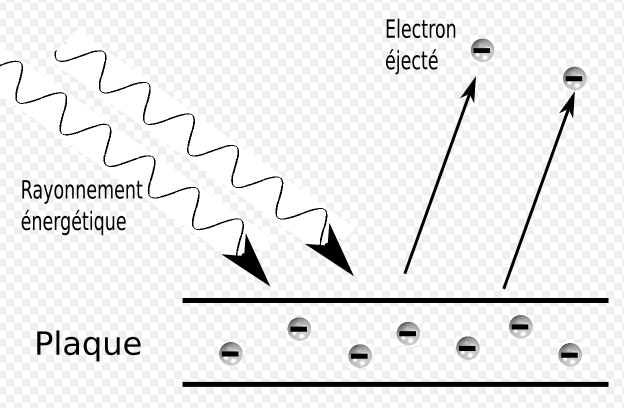 Electron
éjecté
Rayonnement
énergétique
Plaque